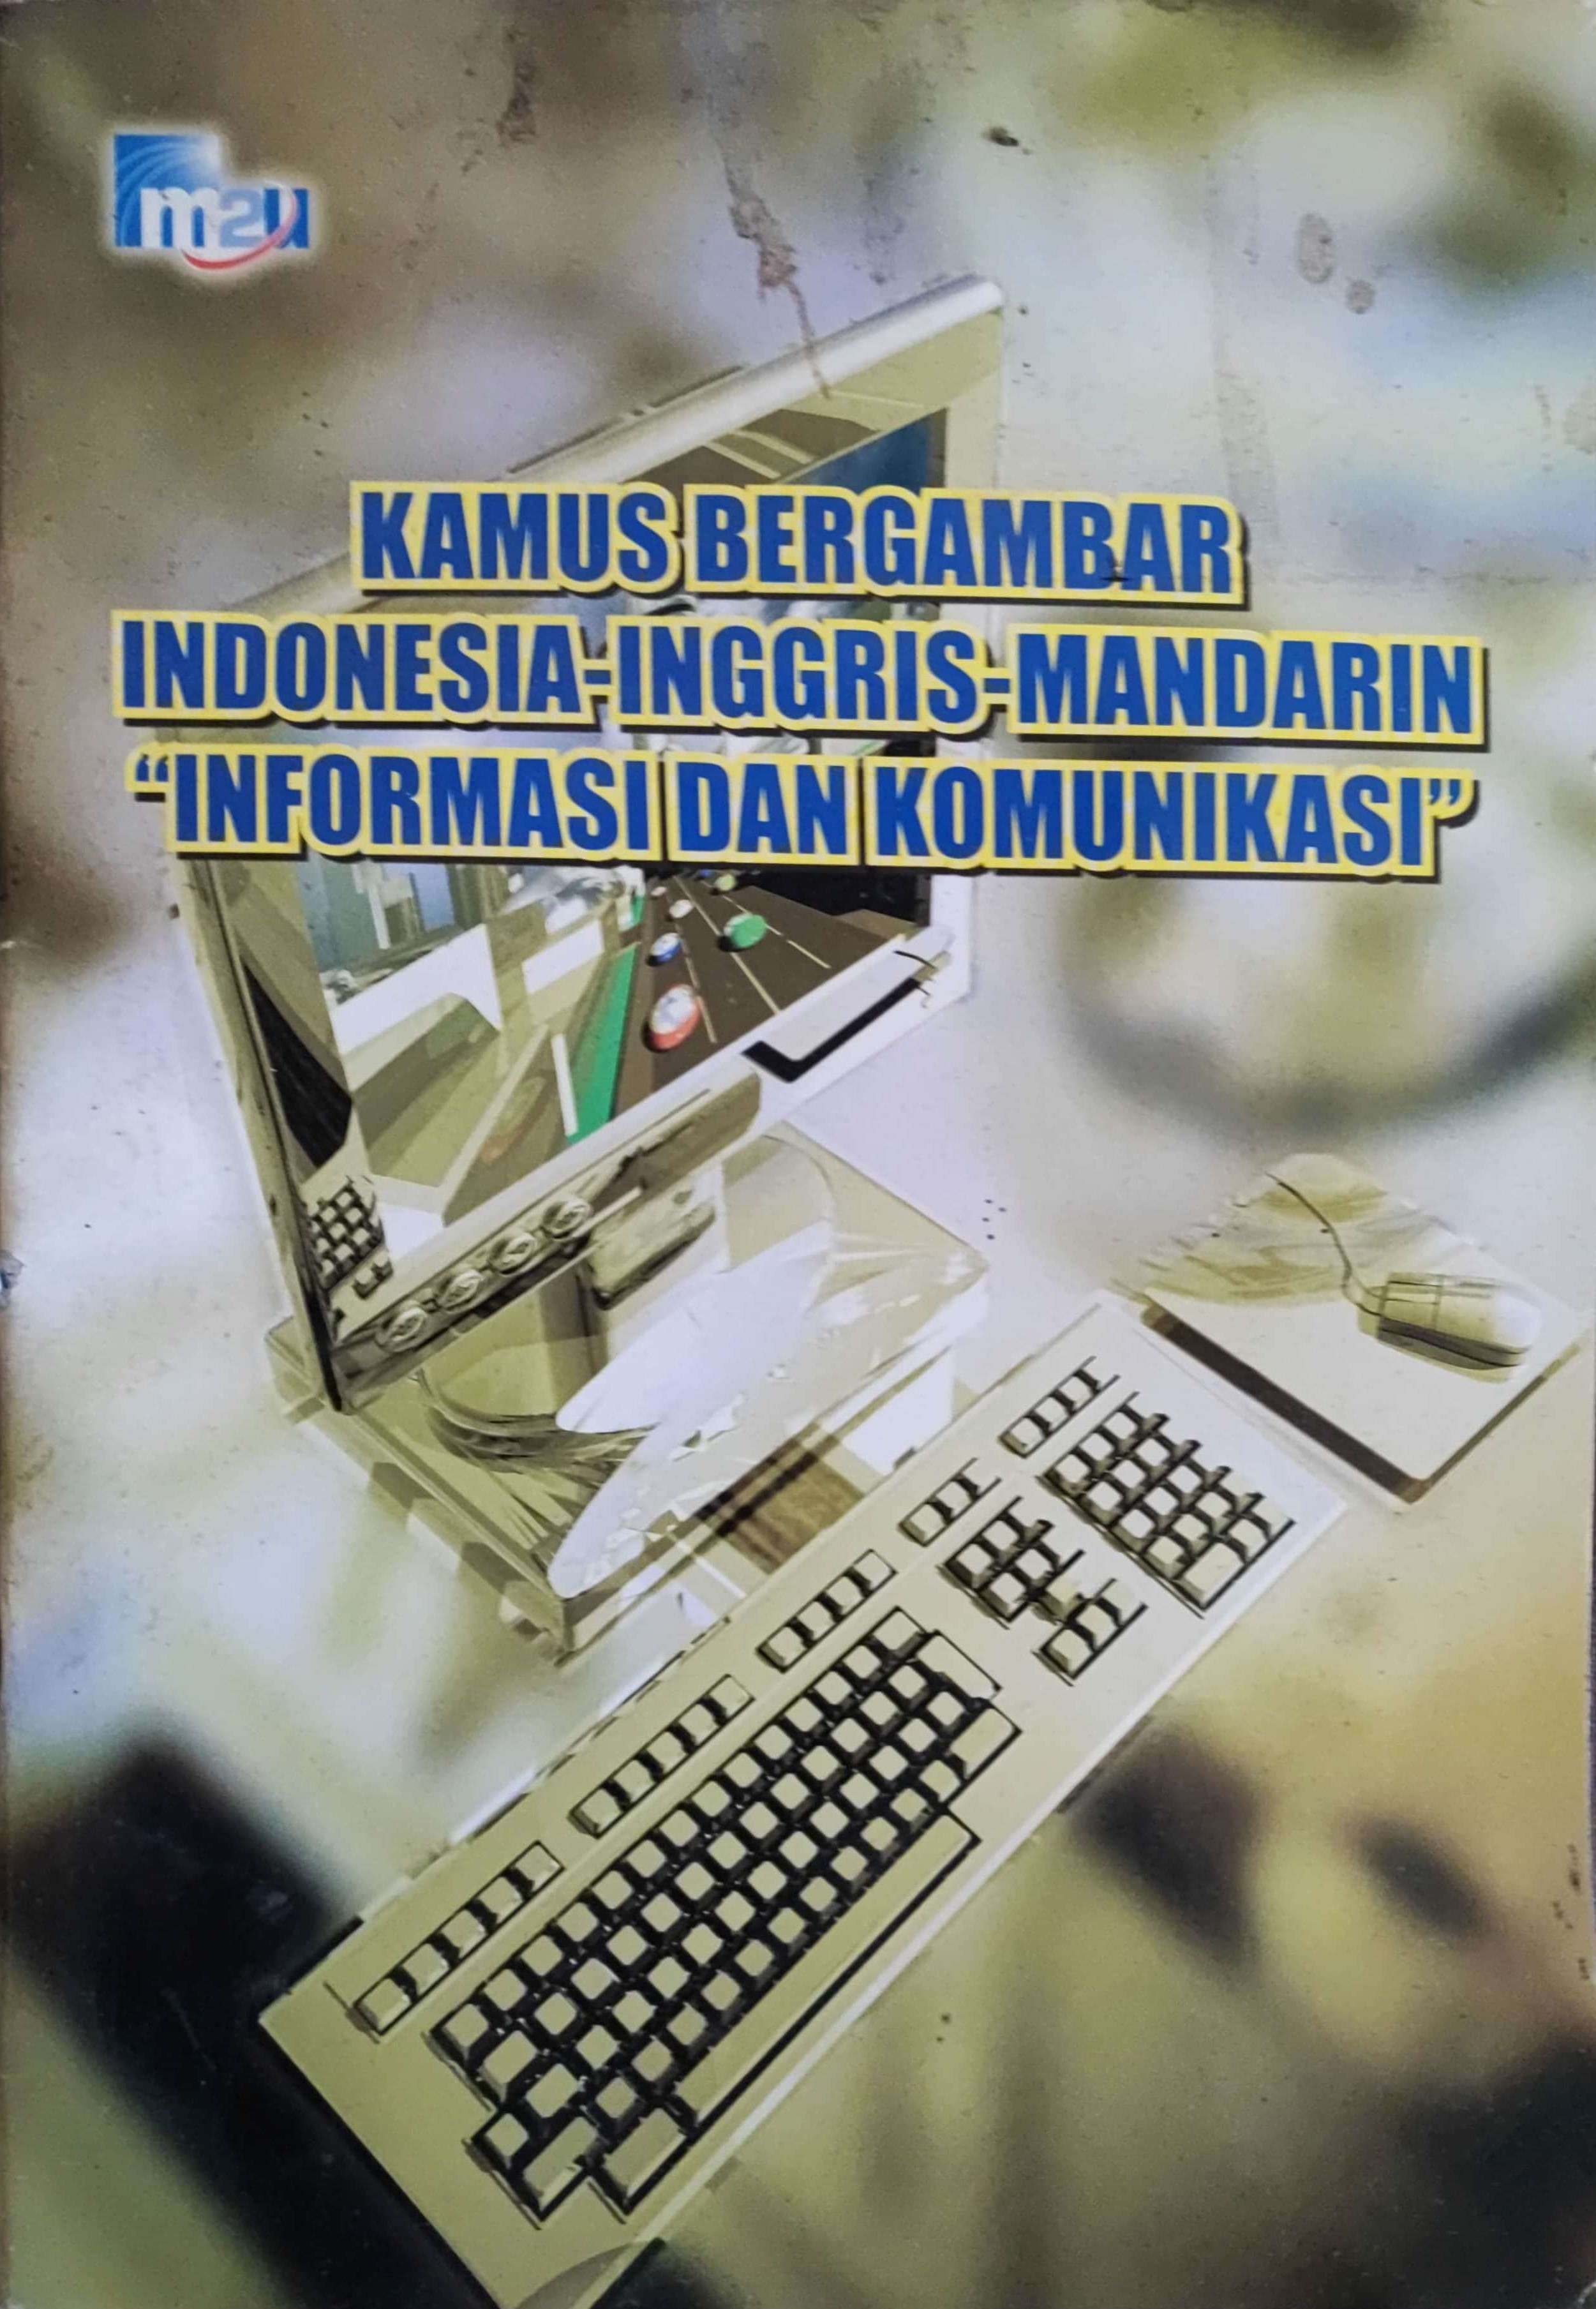 m2u
KAMUS BERGAMBAR
INDONESIA-INGGRIS-MANDARIN
“INFORMASI DAN KOMUNIKASI”